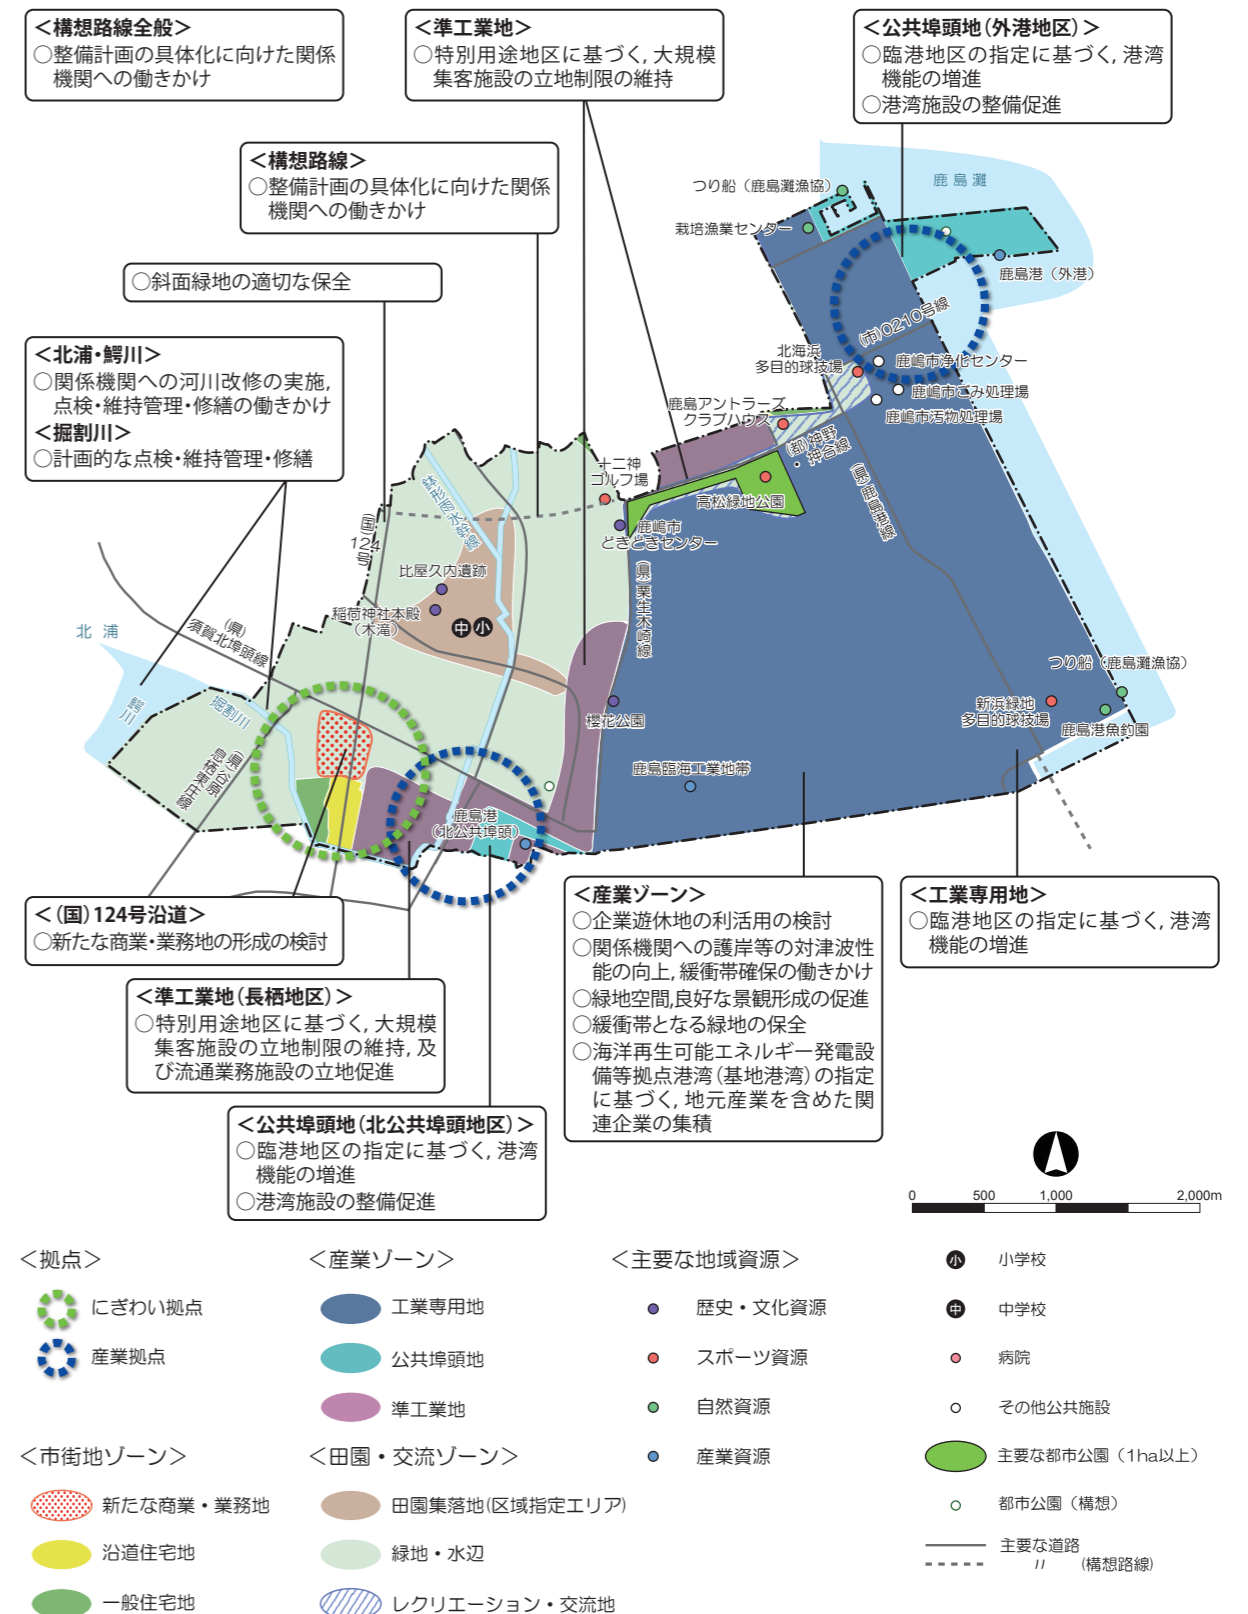 ＜構想路線全般＞
○整備計画の具体化に向けた関係
機関への働きかけ
＜準工業地＞
○特別用途地区に基づく，大規模
集客施設の立地制限の維持
＜公共埠頭地（外港地区）＞
○臨港地区の指定に基づく，港湾
機能の増進
○港湾施設の整備促進
＜構想路線＞
○整備計画の具体化に向けた関係
機関への働きかけ
○斜面緑地の適切な保全
＜北浦・鰐川＞
○関係機関への河川改修の実施，
点検・維持管理・修繕の働きかけ
＜掘割川＞
○計画的な点検・維持管理・修繕
つり船（鹿島灘漁協）
鹿島灘
栽培漁業センター
鹿島港（外港）
(市)0210号線
北海浜
多目的球技場
鹿嶋市浄化センター
鹿嶋市ごみ処理場
鹿嶋市汚物処理場
鹿島アントラーズ
クラブハウス
(都)神野
・押合線
(県)鹿島港線
十二神
ゴルフ場
高松緑地公園
鹿嶋市
どきどきセンター
鉢形雨水幹線
(国)
124
号
比屋久内遺跡
稲荷神社本殿
（木滝）
中 小
(県)粟生木崎線
北浦
(県)
須賀北埠頭線
鰐川
掘割川
(県)谷原
息栖東庄線
櫻花公園
つり船（鹿島灘漁協）
新浜緑地
多目的球技場
鹿島港魚釣園
鹿島臨海工業地帯
鹿島港
（北公共埠頭）
＜（国）124号沿道＞
○新たな商業・業務地の形成の検討
＜準工業地（長栖地区）＞
○特別用途地区に基づく，大規模
集客施設の立地制限の維持，及
び流通業務施設の立地促進
＜公共埠頭地（北公共埠頭地区）＞
○臨港地区の指定に基づく，港湾
機能の増進
○港湾施設の整備促進
＜産業ゾーン＞
○企業遊休地の利活用の検討
○関係機関への護岸等の対津波性
能の向上，緩衝帯確保の働きかけ
○緑地空間,良好な景観形成の促進
○緩衝帯となる緑地の保全
○海洋再生可能エネルギー発電設
備等拠点港湾（基地港湾）の指定
に基づく，地元産業を含めた関
連企業の集積
＜工業専用地＞
○臨港地区の指定に基づく，港湾
機能の増進
0 500 1,000 2,000m
＜拠点＞
にぎわい拠点
産業拠点
＜市街地ゾーン＞
新たな商業・業務地
沿道住宅地
一般住宅地
＜産業ゾーン＞
工業専用地
公共埠頭地
準工業地
＜田園・交流ゾーン＞
田園集落地(区域指定エリア)
緑地・水辺
レクリエーション・交流地
＜主要な地域資源＞
歴史・文化資源
スポーツ資源
自然資源
産業資源
小 小学校
中 中学校
病院
その他公共施設
主要な都市公園（1ha以上）
都市公園（構想）
主要な道路
〃 (構想路線)